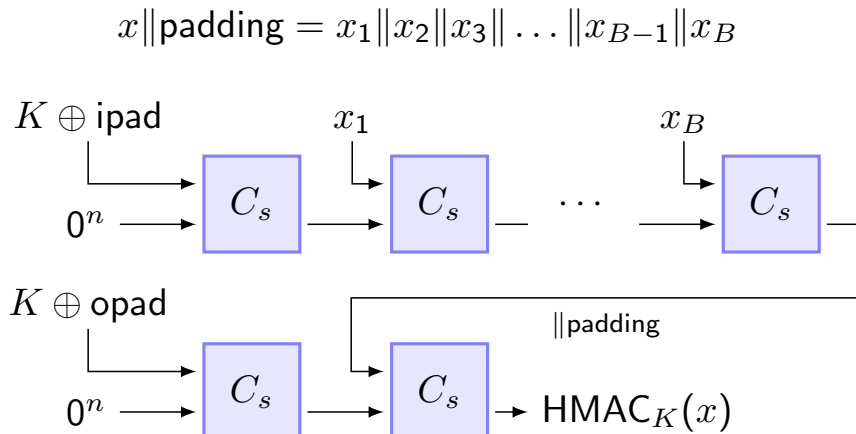 x∥padding = x₁∥x₂∥x₃∥ … ∥x_{B−1}∥x_B
K ⊕ ipad x₁ x_B
C_s C_s … C_s
0ⁿ
K ⊕ opad
∥padding
C_s C_s
0ⁿ HMAC_K(x)